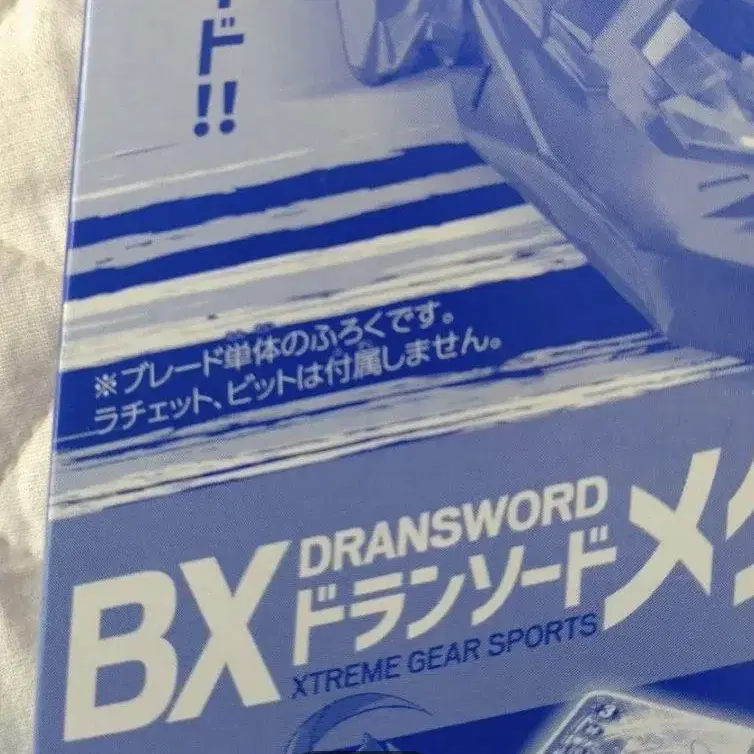 ード!!
※ブレード単体のふろくです。
ラチェット、ビットは付属しません。
BX
DRANSWORD
ドランソードメ
XTREME GEAR SPORTS